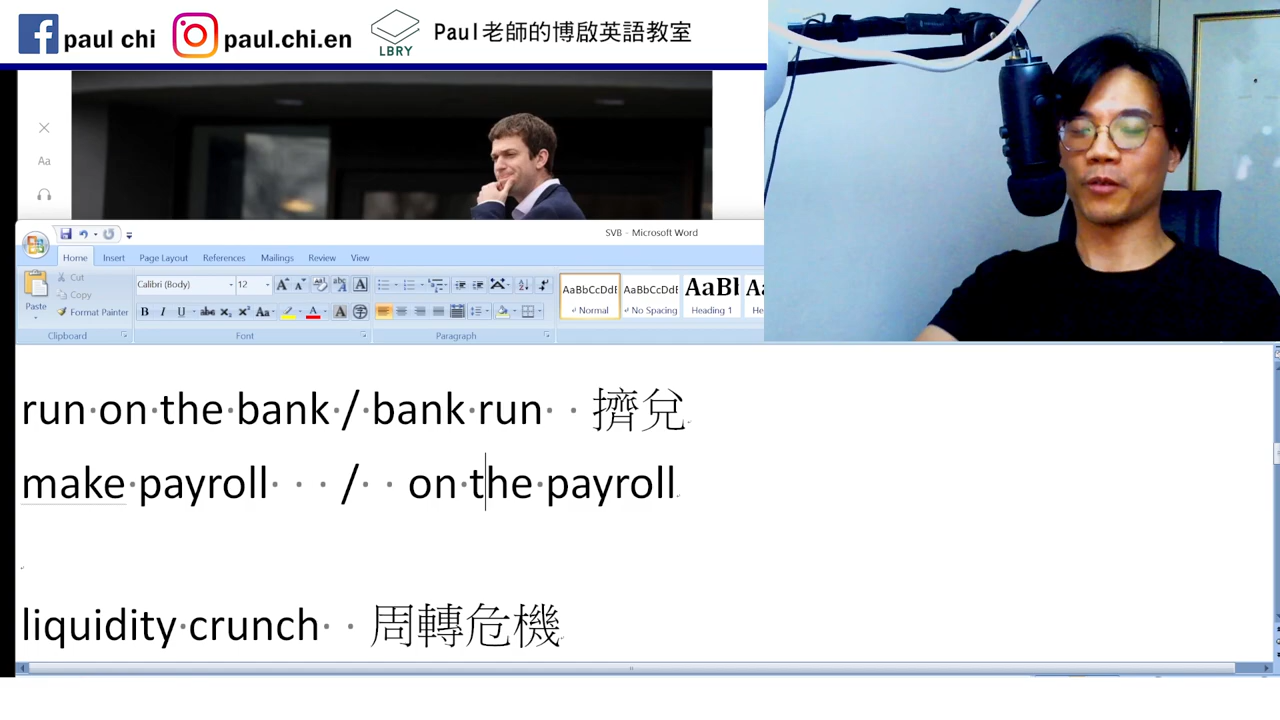 paul chi
paul.chi.en
LBRY
Paul老師的博啟英語教室
Aa
SVB - Microsoft Word
Home Insert Page Layout References Mailings Review View
Cut
Copy
Format Painter
Paste
Calibri (Body) 12
AaBbCcDdE AaBbCcDdE AaBbC Aa
Normal No Spacing Heading 1
Clipboard Font Paragraph
run on the bank / bank run 擠兌
make payroll / on the payroll
liquidity crunch 周轉危機